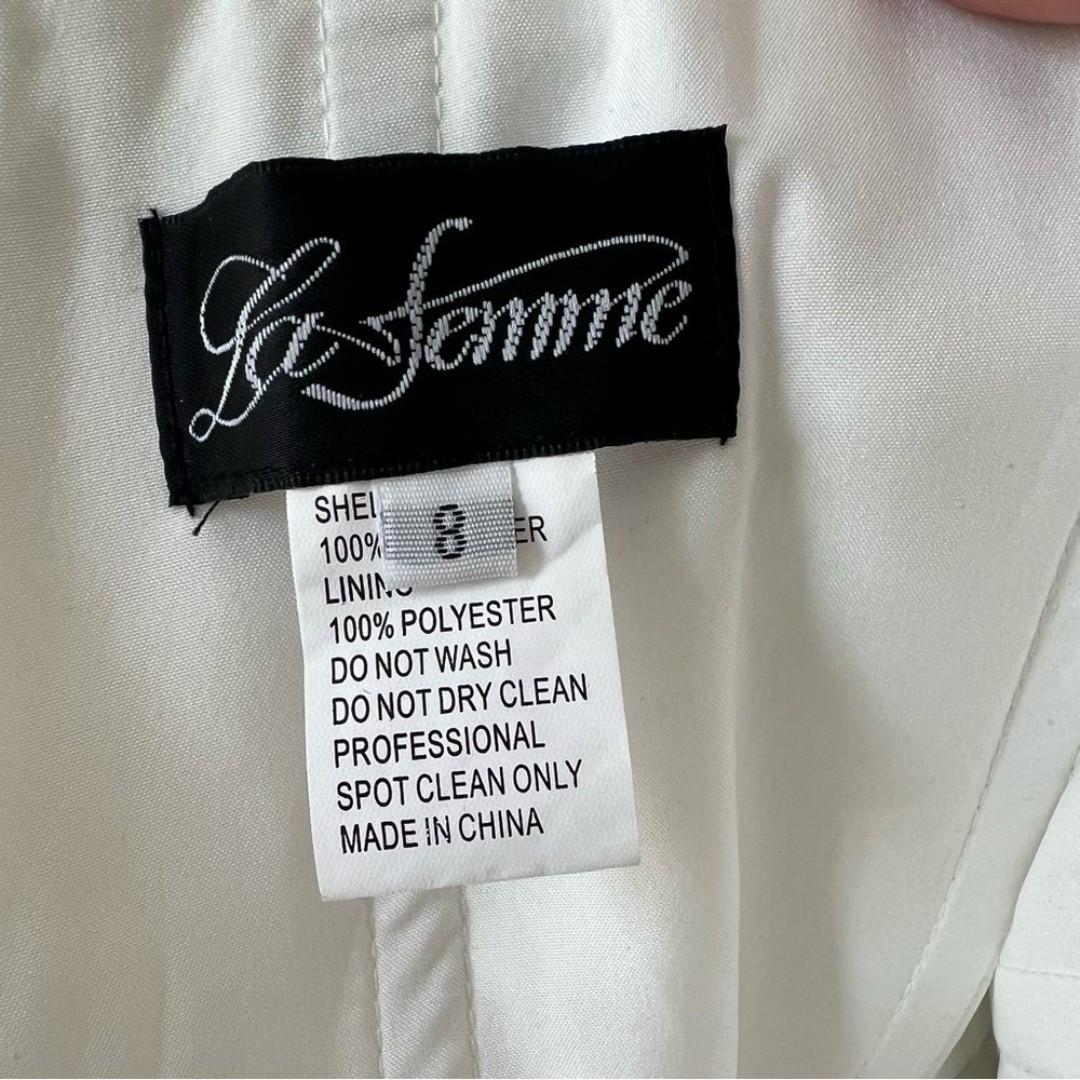 La Femme
8
SHEL
100% ER
LINING
100% POLYESTER
DO NOT WASH
DO NOT DRY CLEAN
PROFESSIONAL
SPOT CLEAN ONLY
MADE IN CHINA